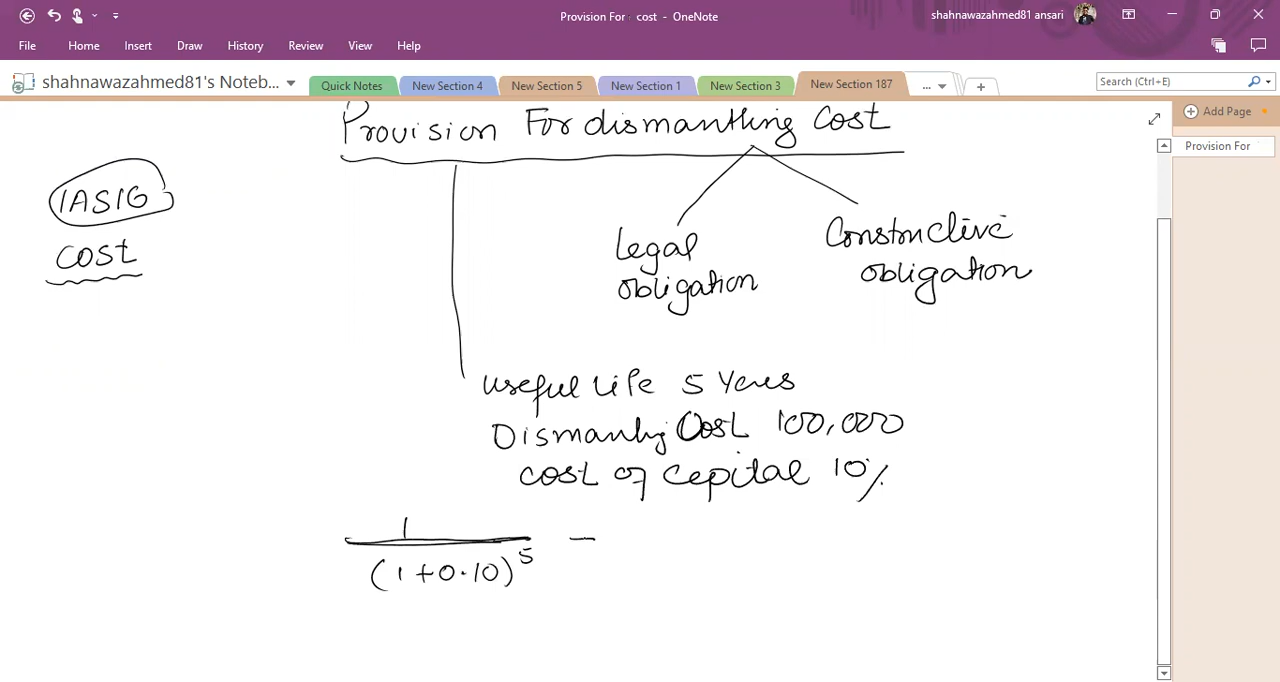 Provision For cost - OneNote
shahnawazahmed81 ansari
File Home Insert Draw History Review View Help
shahnawazahmed81's Noteb...
Quick Notes
New Section 4
New Section 5
New Section 1
New Section 3
New Section 187
...
Search (Ctrl+E)
Add Page
Provision For
Provision For dismantling Cost
IAS16
COST
Legal obligation
Constructive obligation
Useful Life 5 Years
Dismantling Cost 100,000
Cost of Capital 10%
1
(1+0.10)^5 =